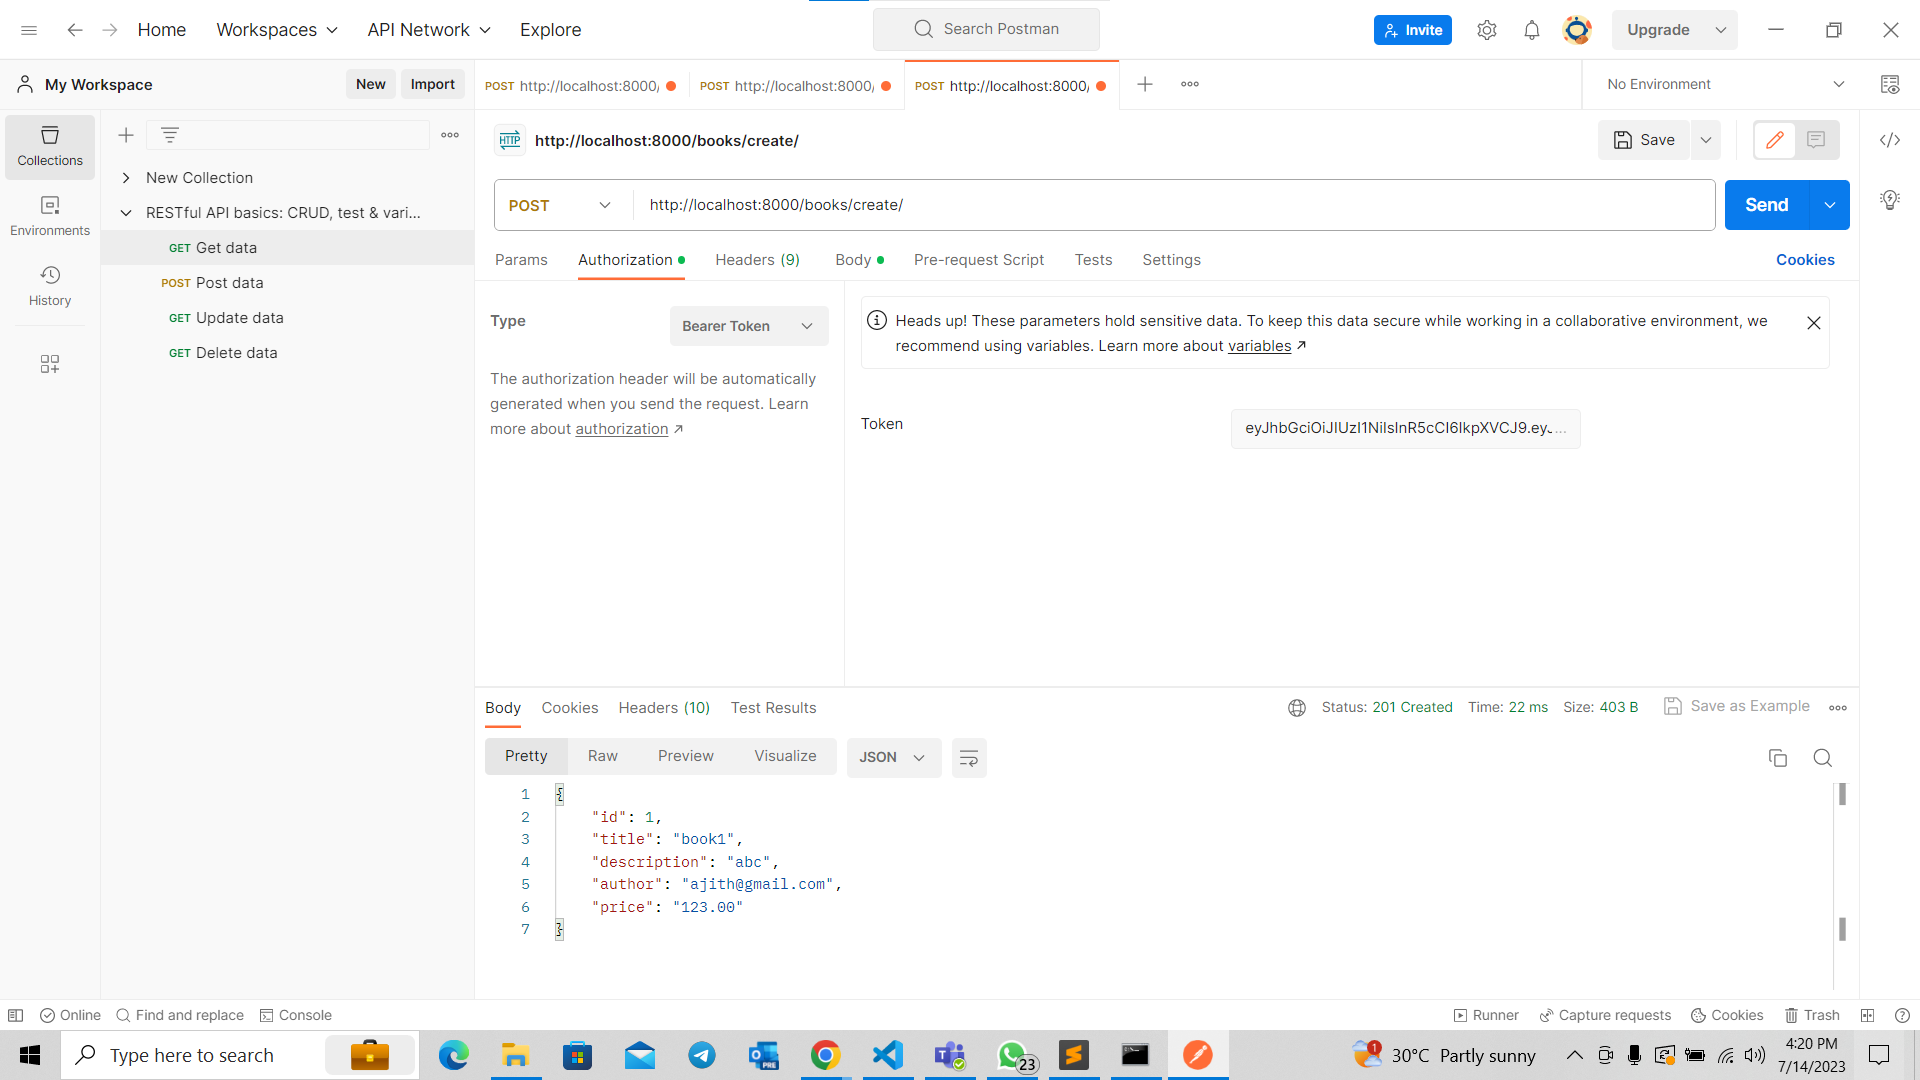 Home Workspaces API Network Explore Search Postman Invite Upgrade
My Workspace New Import POST http://localhost:8000/ POST http://localhost:8000/ POST http://localhost:8000/ No Environment
Collections
Environments
History
New Collection
RESTful API basics: CRUD, test & vari...
GET Get data
POST Post data
GET Update data
GET Delete data
HTTP http://localhost:8000/books/create/ Save
POST http://localhost:8000/books/create/ Send
Params Authorization Headers (9) Body Pre-request Script Tests Settings Cookies
Type Bearer Token
The authorization header will be automatically
generated when you send the request. Learn
more about authorization ↗
Heads up! These parameters hold sensitive data. To keep this data secure while working in a collaborative environment, we
recommend using variables. Learn more about variables ↗
Token
Body Cookies Headers (10) Test Results Status: 201 Created Time: 22 ms Size: 403 B Save as Example
Pretty Raw Preview Visualize JSON
1 {
2 "id": 1,
3 "title": "book1",
4 "description": "abc",
5 "author": "ajith@gmail.com",
6 "price": "123.00"
7 }
Online Find and replace Console Runner Capture requests Cookies Trash
Type here to search PRE 23 1 30°C Partly sunny 4:20 PM
7/14/2023